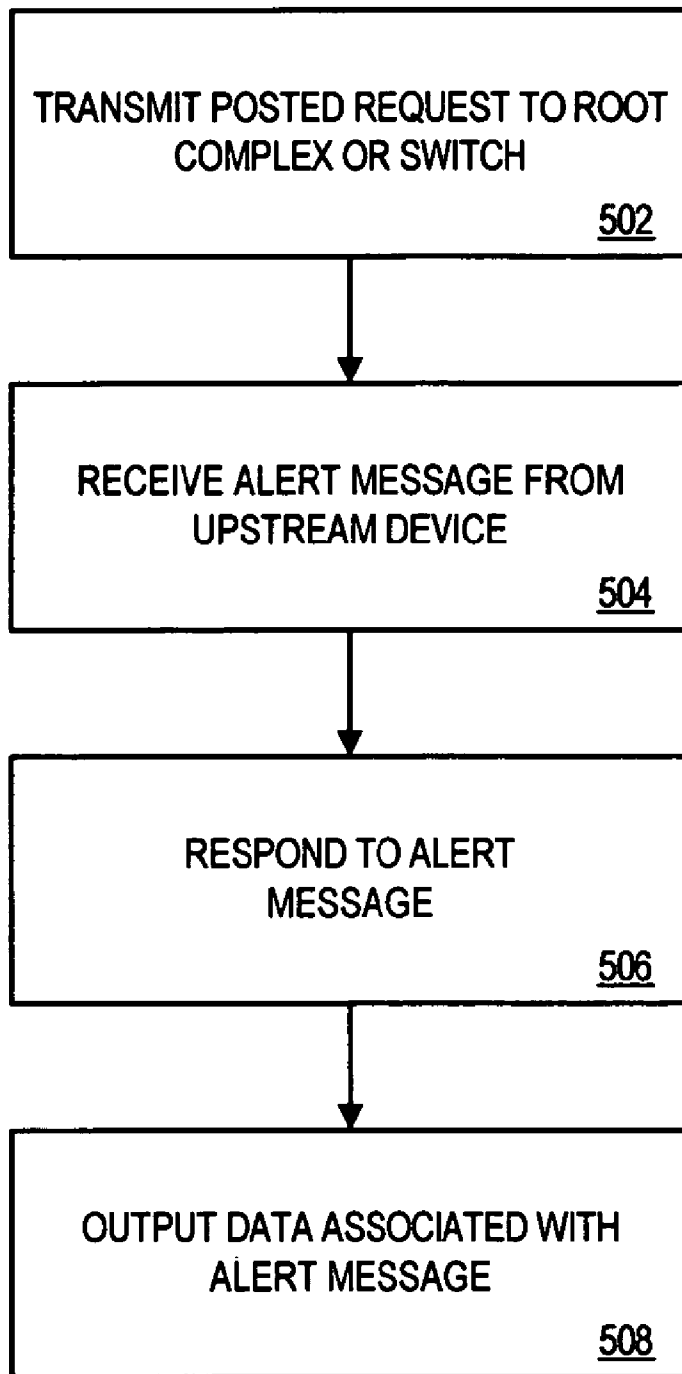 TRANSMIT POSTED REQUEST TO ROOT
COMPLEX OR SWITCH
502
RECEIVE ALERT MESSAGE FROM
UPSTREAM DEVICE
504
RESPOND TO ALERT
MESSAGE
506
OUTPUT DATA ASSOCIATED WITH
ALERT MESSAGE
508